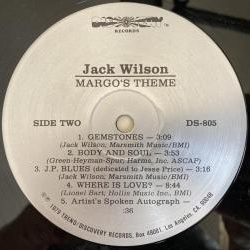 RECORDS
Jack Wilson
MARGO'S THEME
SIDE TWO
DS-805
1. GEMSTONES — 3:09
(Jack Wilson; Marsmith Music/BMI)
2. BODY AND SOUL — 3:53
(Green-Heyman-Sour; Harms, Inc. ASCAP)
3. J.P. BLUES (dedicated to Jesse Price) — 3:16
(Jack Wilson; Marsmith Music/BMI)
4. WHERE IS LOVE? — 8:44
(Lionel Bart; Hollis Music Inc./BMI)
5. Artist's Spoken Autograph —
:36
1979 TREND/DISCOVERY RECORDS, Box 48081, Los Angeles, CA. 90048